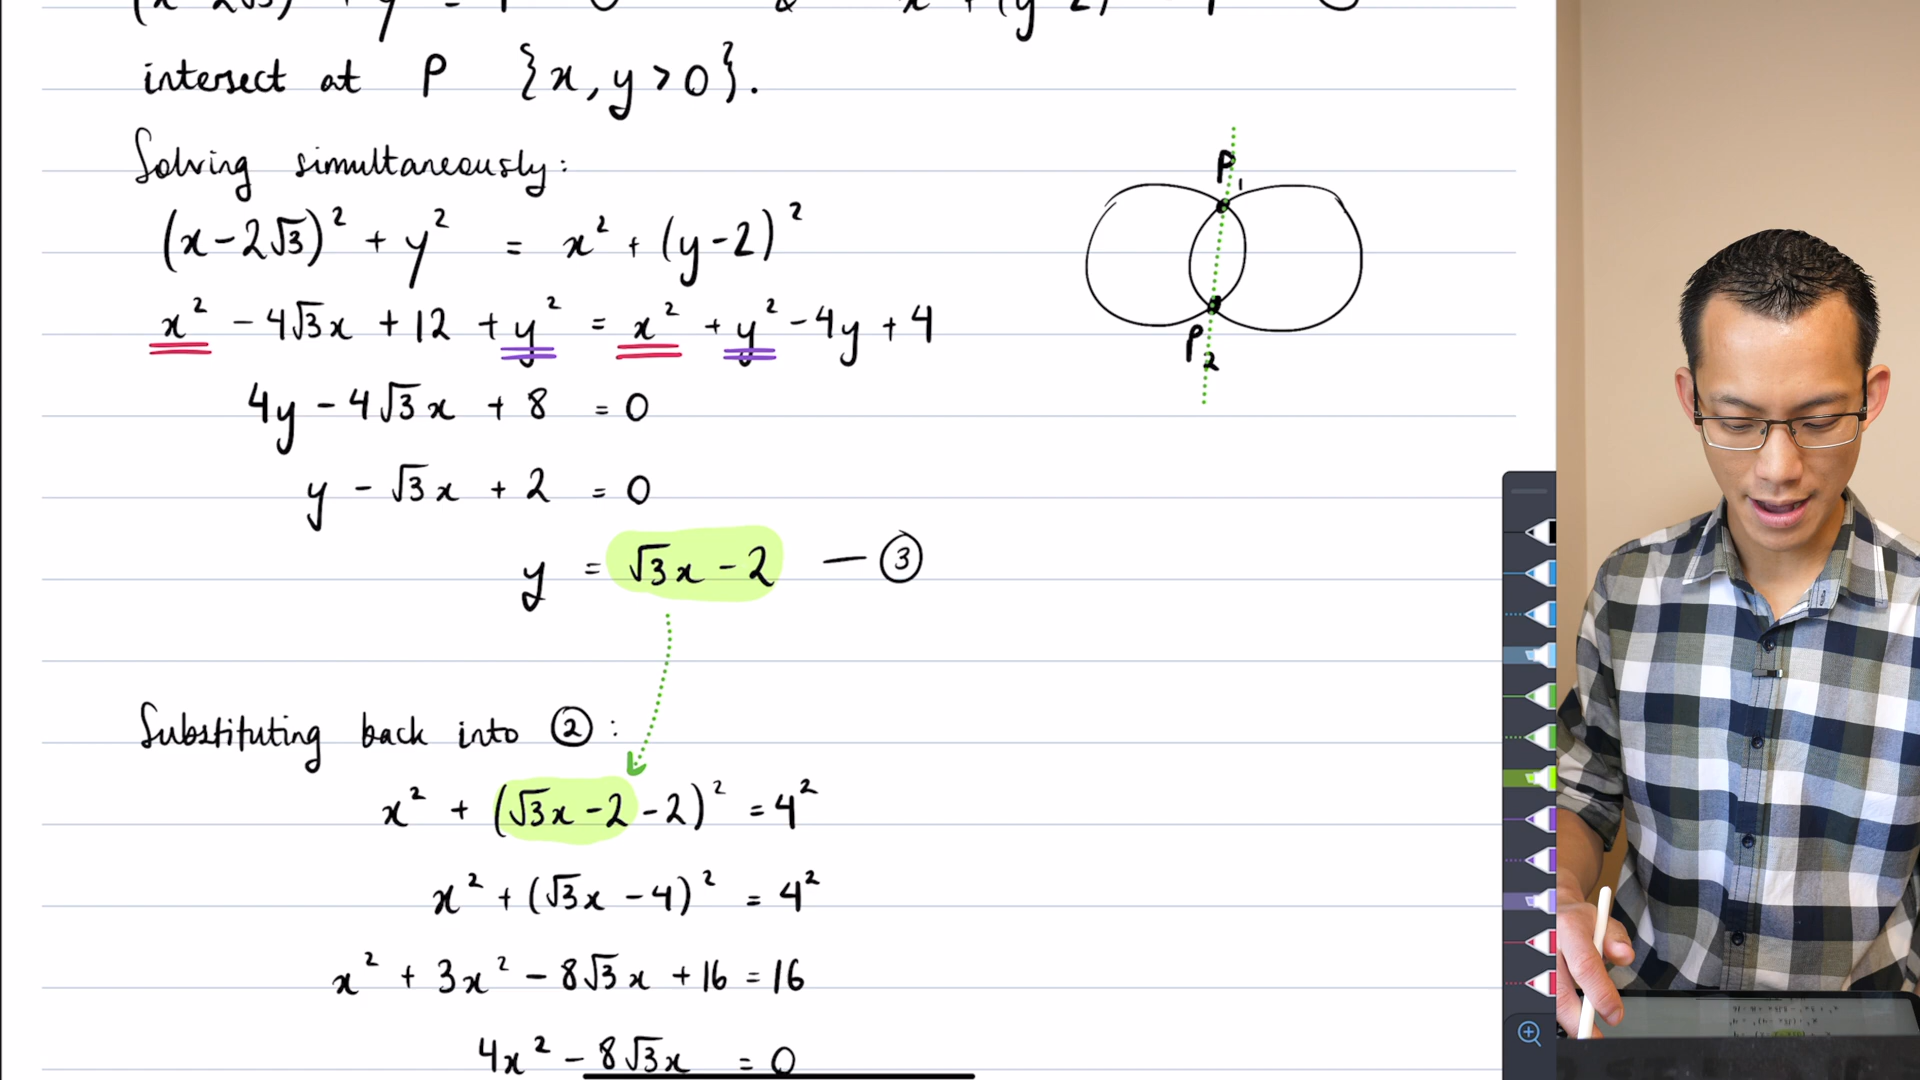 intersect at P {x, y > 0}.
Solving simultaneously:
(x - 2√3)² + y² = x² + (y - 2)²
x² - 4√3x + 12 + y² = x² + y² - 4y + 4
4y - 4√3x + 8 = 0
y - √3x + 2 = 0
y = √3x - 2 — ③
Substituting back into ②:
x² + (√3x - 2 - 2)² = 4²
x² + (√3x - 4)² = 4²
x² + 3x² - 8√3x + 16 = 16
4x² - 8√3x = 0
P₁
P₂